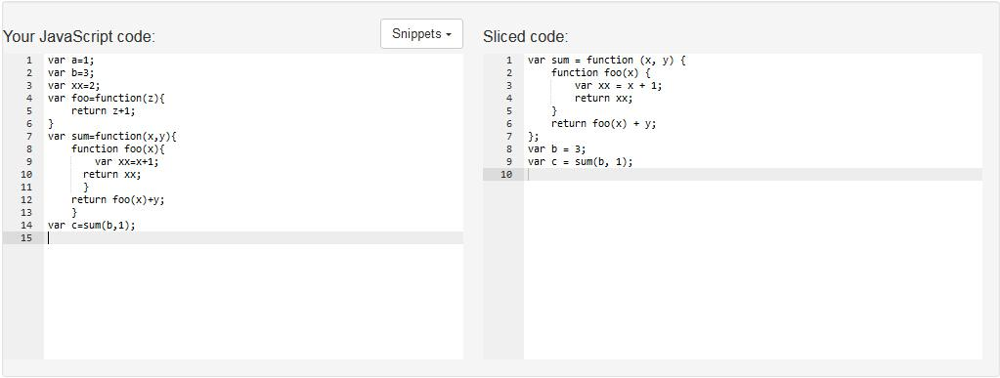 Your JavaScript code:
Snippets
1 var a=1;
2 var b=3;
3 var xx=2;
4 var foo=function(z){
5 return z+1;
6 }
7 var sum=function(x,y){
8 function foo(x){
9 var xx=x+1;
10 return xx;
11 }
12 return foo(x)+y;
13 }
14 var c=sum(b,1);
15
Sliced code:
1 var sum = function (x, y) {
2 function foo(x) {
3 var xx = x + 1;
4 return xx;
5 }
6 return foo(x) + y;
7 };
8 var b = 3;
9 var c = sum(b, 1);
10